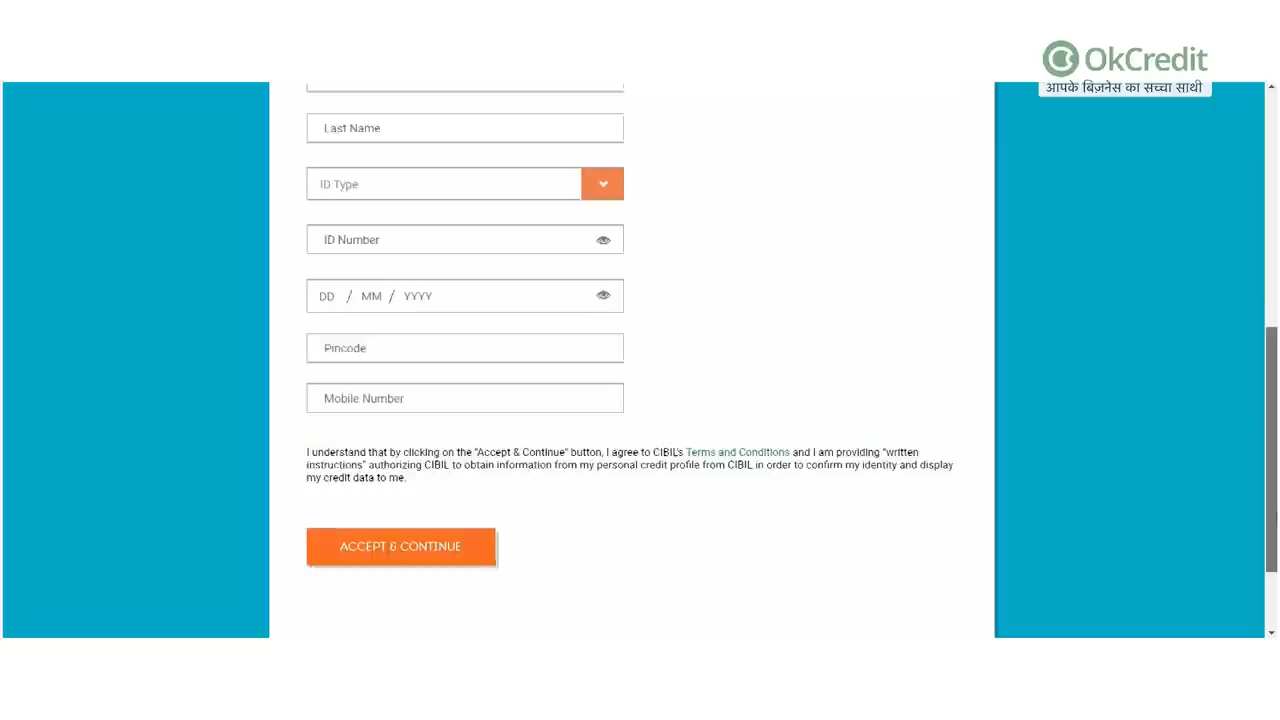 OkCredit
आपके बिज़नेस का सच्चा साथी
Last Name
ID Type
ID Number
DD / MM / YYYY
Pincode
Mobile Number
I understand that by clicking on the "Accept & Continue" button, I agree to CIBIL's Terms and Conditions and I am providing "written
instructions" authorizing CIBIL to obtain information from my personal credit profile from CIBIL in order to confirm my identity and display
my credit data to me.
ACCEPT & CONTINUE